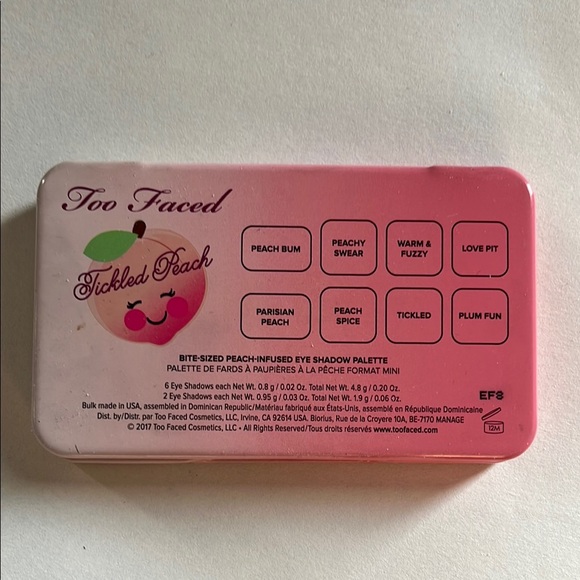 Too Faced
Tickled Peach
PEACH BUM
PEACHY
SWEAR
WARM &
FUZZY
LOVE PIT
PARISIAN
PEACH
PEACH
SPICE
TICKLED
PLUM FUN
BITE-SIZED PEACH-INFUSED EYE SHADOW PALETTE
PALETTE DE FARDS À PAUPIÈRES À LA PÊCHE FORMAT MINI
6 Eye Shadows each Net Wt. 0.8 g / 0.02 Oz. Total Net Wt. 4.8 g / 0.20 Oz.
2 Eye Shadows each Net Wt. 0.95 g / 0.03 Oz. Total Net Wt. 1.9 g / 0.06 Oz.
EF8
Bulk made in USA, assembled in Dominican Republic/Matériau fabriqué aux États-Unis, assemblé en République Dominicaine
Dist. by/Distr. par Too Faced Cosmetics, LLC, Irvine, CA 92614 USA. Blorius, Rue de la Croyere 10A, BE-7170 MANAGE
© 2017 Too Faced Cosmetics, LLC • All Rights Reserved/Tous droits réservés www.toofaced.com
12M